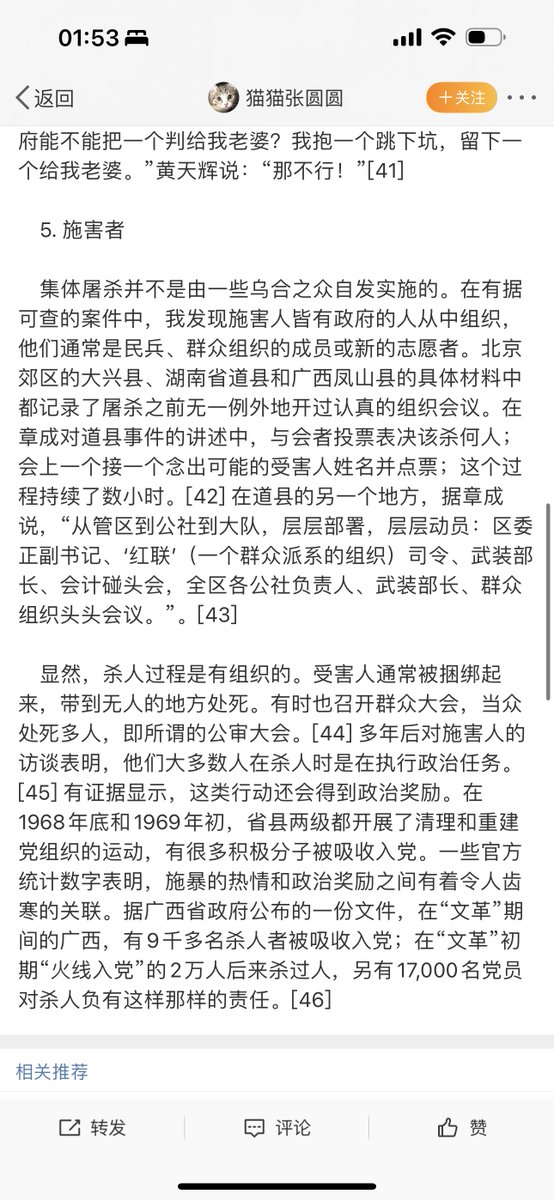 01:53
返回
猫猫张圆圆
+关注
府能不能把一个判给我老婆？我抱一个跳下坑，留下一
个给我老婆。”黄天辉说：“那不行！”[41]
5. 施害者
集体屠杀并不是由一些乌合之众自发实施的。在有据
可查的案件中，我发现施害人皆有政府的人从中组织，
他们通常是民兵、群众组织的成员或新的志愿者。北京
郊区的大兴县、湖南省道县和广西凤山县的具体材料中
都记录了屠杀之前无一例外地开过认真的组织会议。在
章成对道县事件的讲述中，与会者投票表决该杀何人；
会上一个接一个念出可能的受害人姓名并点票；这个过
程持续了数小时。[42] 在道县的另一个地方，据章成
说，“从管区到公社到大队，层层部署，层层动员：区委
正副书记、‘红联’（一个群众派系的组织）司令、武装部
长、会计碰头会，全区各公社负责人、武装部长、群众
组织头头会议。”。[43]
显然，杀人过程是有组织的。受害人通常被捆绑起
来，带到无人的地方处死。有时也召开群众大会，当众
处死多人，即所谓的公审大会。[44] 多年后对施害人的
访谈表明，他们大多数人在杀人时是在执行政治任务。
[45] 有证据显示，这类行动还会得到政治奖励。在
1968年底和1969年初，省县两级都开展了清理和重建
党组织的运动，有很多积极分子被吸收入党。一些官方
统计数字表明，施暴的热情和政治奖励之间有着令人齿
寒的关联。据广西省政府公布的一份文件，在“文革”期
间的广西，有9千多名杀人者被吸收入党；在“文革”初
期“火线入党”的2万人后来杀过人，另有17,000名党员
对杀人负有这样那样的责任。[46]
相关推荐
转发
评论
赞